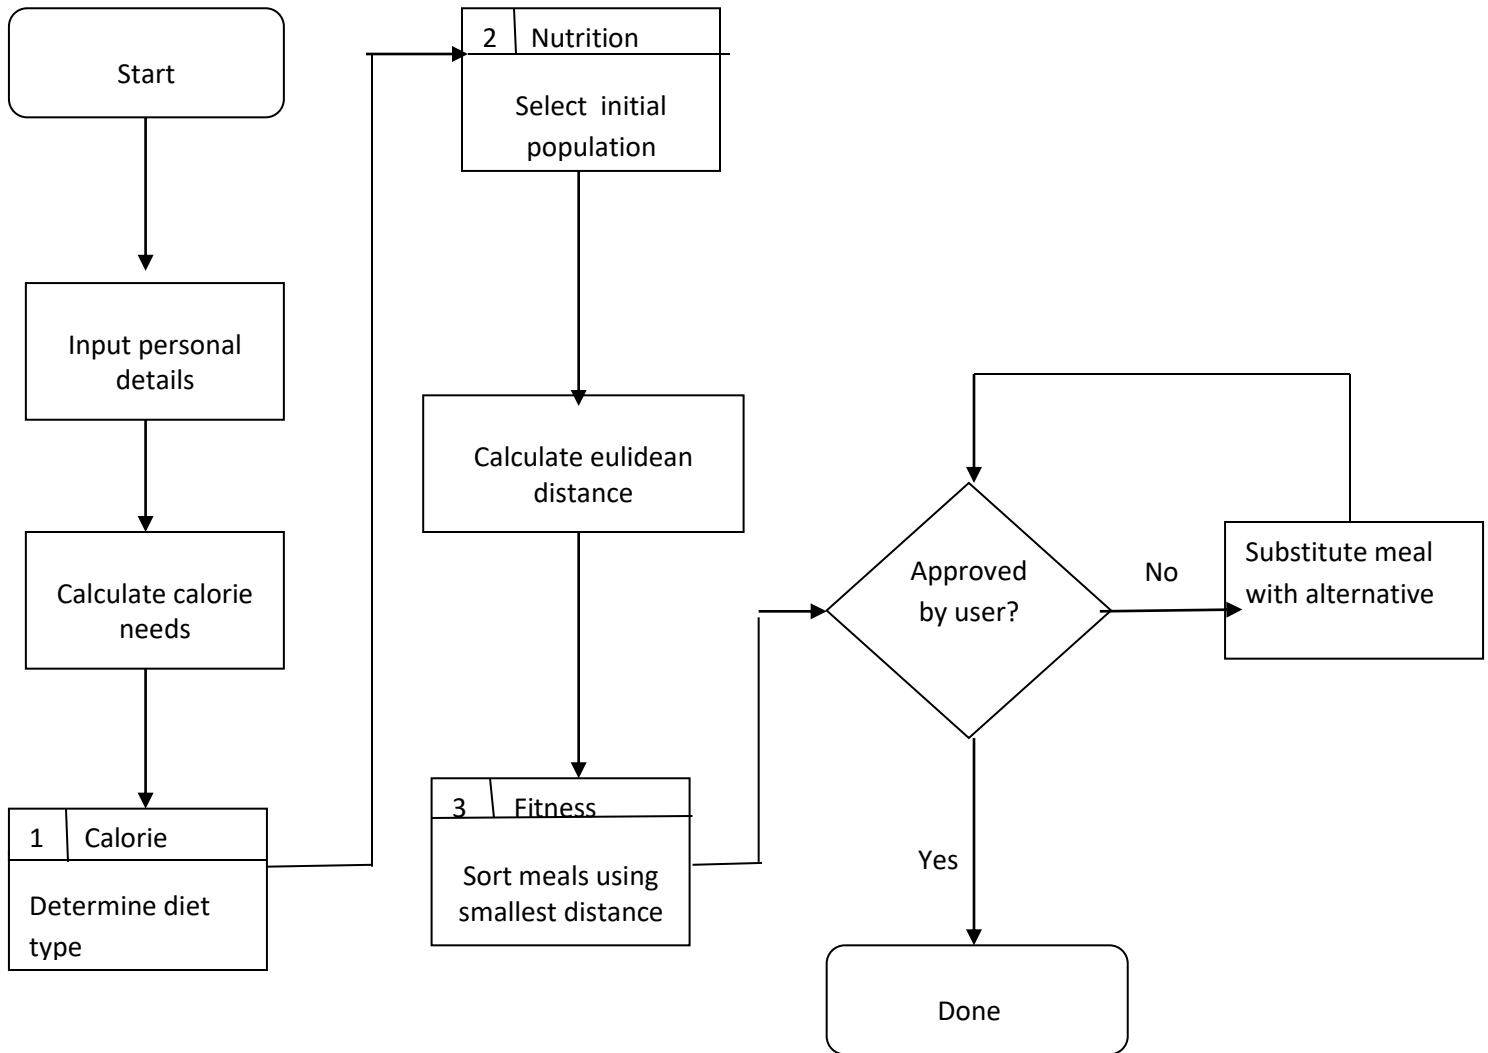 Start
Input personal
details
Calculate calorie
needs
1 Calorie
Determine diet
type
2 Nutrition
Select initial
population
Calculate eulidean
distance
3 Fitness
Sort meals using
smallest distance
Approved
by user?
No
Substitute meal
with alternative
Yes
Done